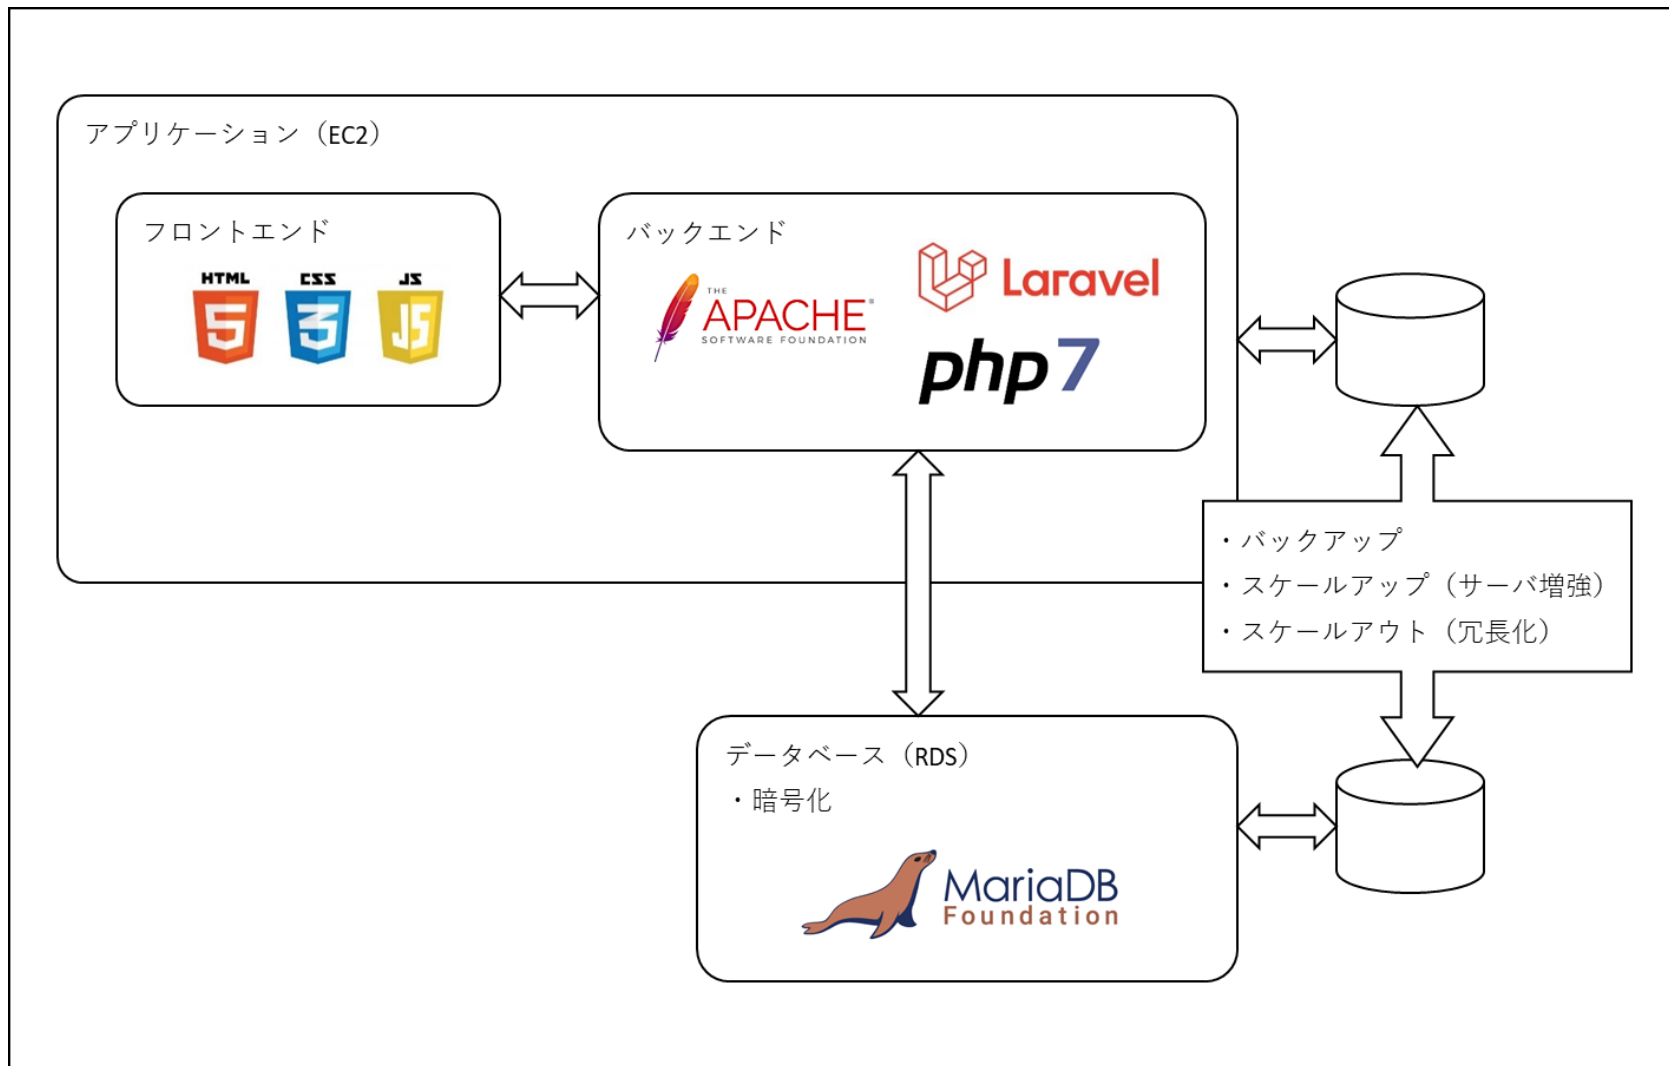 アプリケーション（EC2）
フロントエンド
HTML
5
CSS
3
JS
JS
バックエンド
THE
APACHE®
SOFTWARE FOUNDATION
Laravel
php7
・バックアップ
・スケールアップ（サーバ増強）
・スケールアウト（冗長化）
データベース（RDS）
・暗号化
MariaDB
Foundation